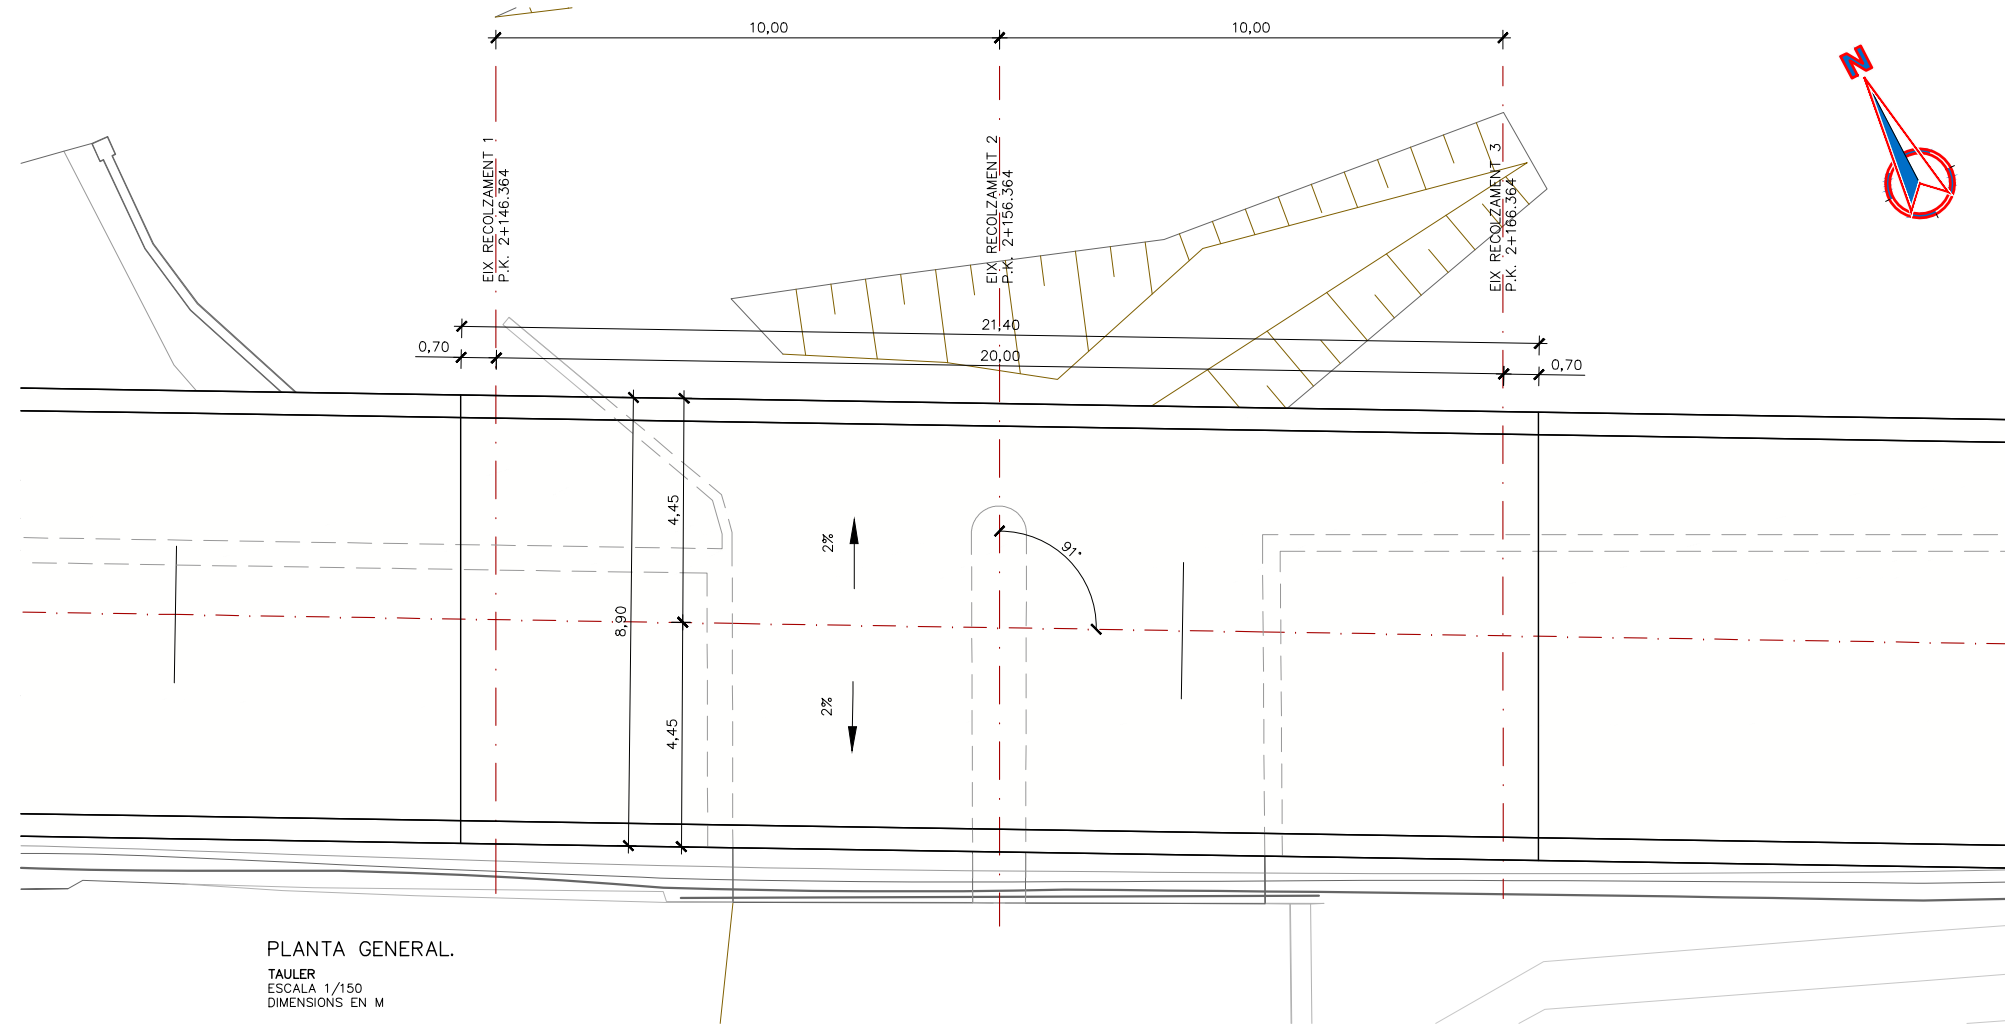 10,00
10,00
N
EIX RECOLZAMENT 1
P.K. 2+146.364
EIX RECOLZAMENT 2
P.K. 2+156.364
EIX RECOLZAMENT 3
P.K. 2+166.364
21,40
0,70
20,00
0,70
4,45
2%
91°
8,90
2%
4,45
PLANTA GENERAL.
TAULER
ESCALA 1/150
DIMENSIONS EN M